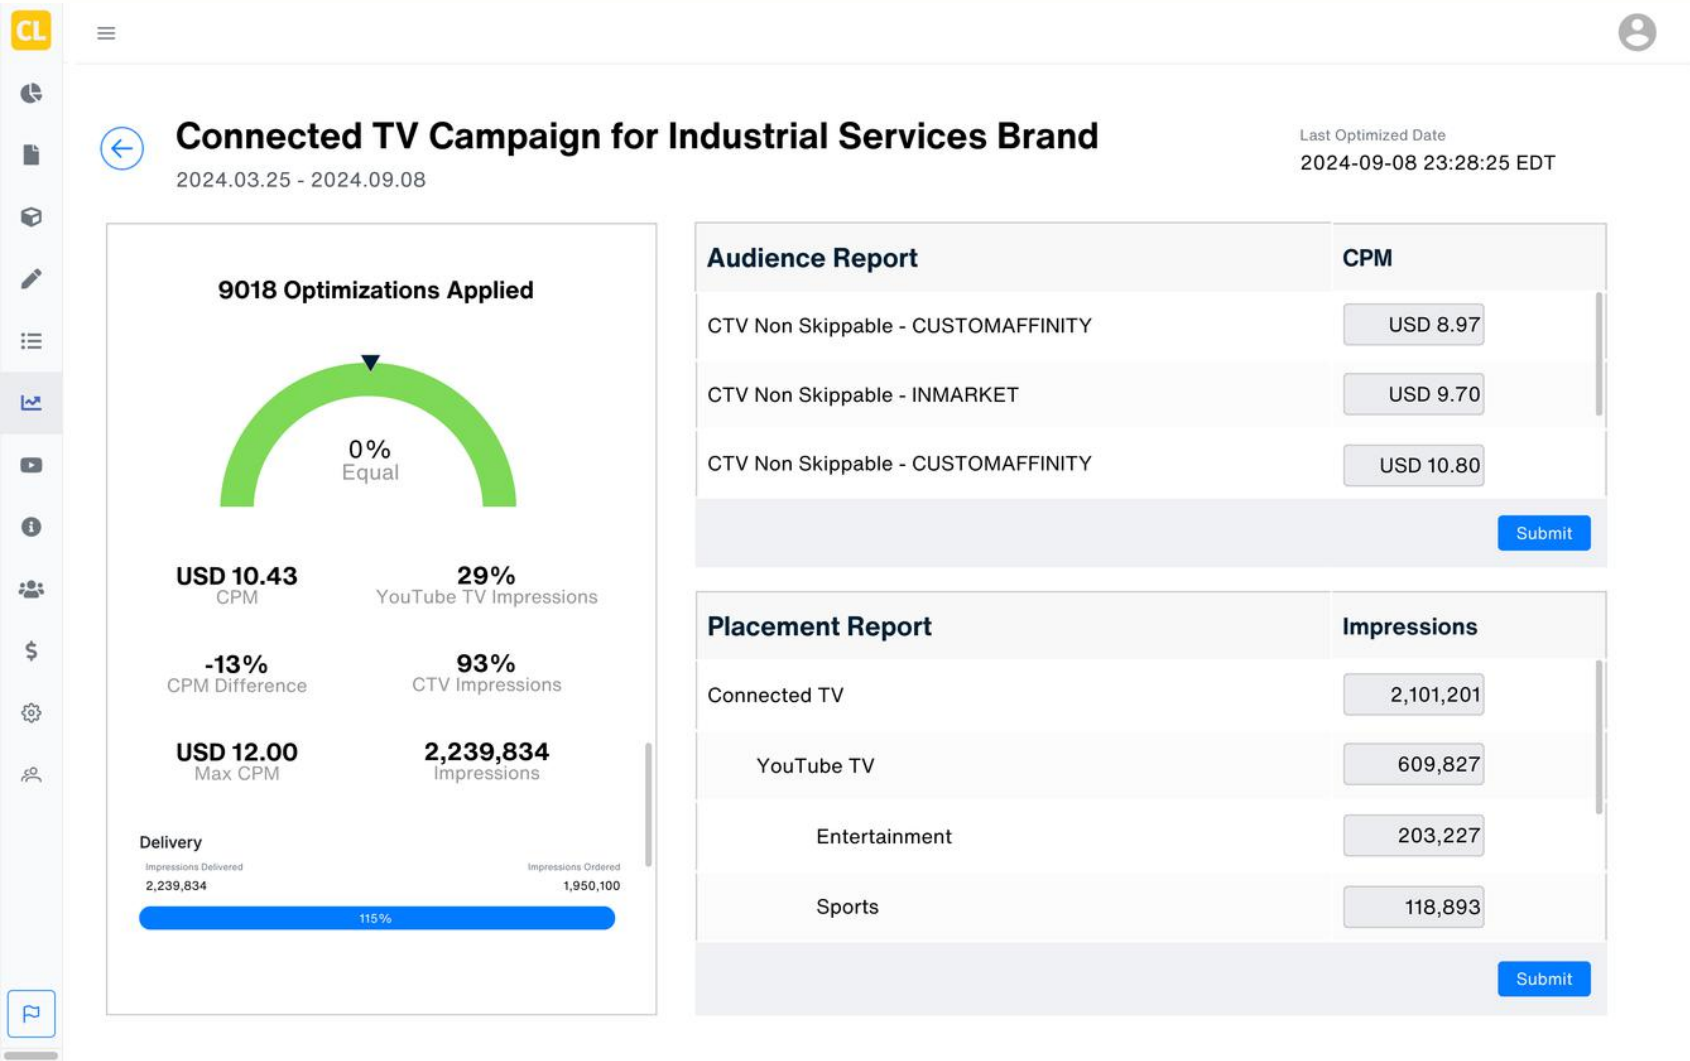 CL
Connected TV Campaign for Industrial Services Brand
2024.03.25 - 2024.09.08
Last Optimized Date
2024-09-08 23:28:25 EDT
9018 Optimizations Applied
0%
Equal
USD 10.43
CPM
29%
YouTube TV Impressions
-13%
CPM Difference
93%
CTV Impressions
USD 12.00
Max CPM
2,239,834
Impressions
Delivery
Impressions Delivered
Impressions Ordered
2,239,834
1,950,100
115%
Audience Report CPM
CTV Non Skippable - CUSTOMAFFINITY USD 8.97
CTV Non Skippable - INMARKET USD 9.70
CTV Non Skippable - CUSTOMAFFINITY USD 10.80
Submit
Placement Report Impressions
Connected TV 2,101,201
YouTube TV 609,827
Entertainment 203,227
Sports 118,893
Submit